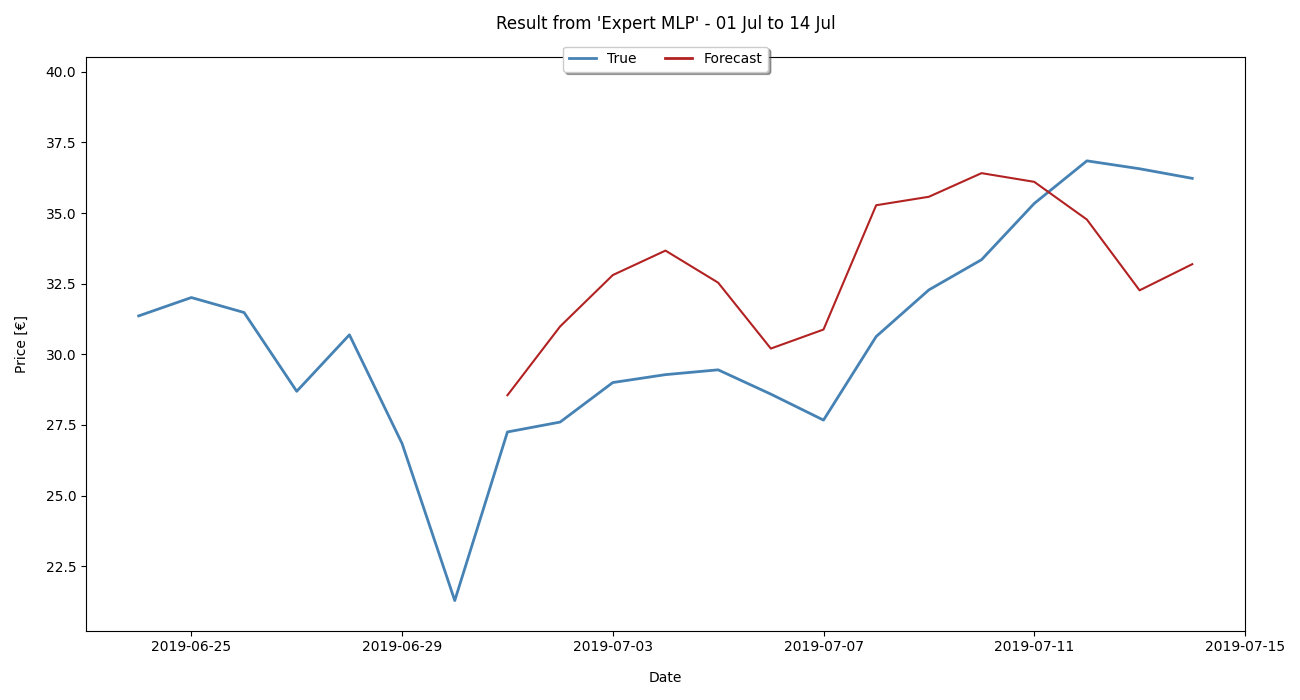 Result from 'Expert MLP' - 01 Jul to 14 Jul
True Forecast
40.0
37.5
35.0
32.5
30.0
27.5
25.0
22.5
Price [€]
2019-06-25 2019-06-29 2019-07-03 2019-07-07 2019-07-11 2019-07-15
Date